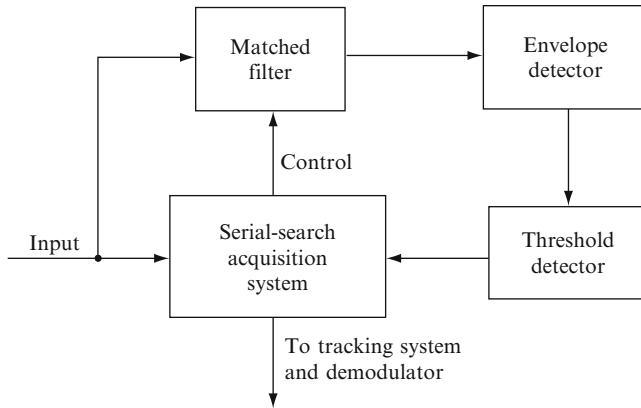 Matched
filter
Envelope
detector
Control
Input
Serial-search
acquisition
system
Threshold
detector
To tracking system
and demodulator